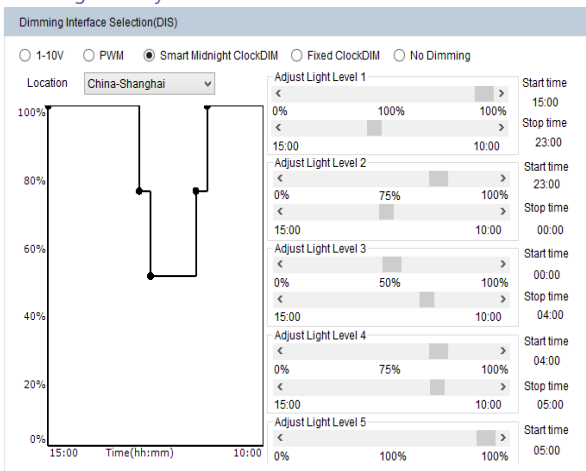 Dimming Interface Selection(DIS)
1-10V PWM Smart Midnight ClockDIM Fixed ClockDIM No Dimming
Location China-Shanghai
100%
80%
60%
40%
20%
0%
15:00 Time(hh:mm) 10:00
Adjust Light Level 1
0% 100% 100%
15:00 10:00
Start time
15:00
Stop time
23:00
Adjust Light Level 2
0% 75% 100%
15:00 10:00
Start time
23:00
Stop time
00:00
Adjust Light Level 3
0% 50% 100%
15:00 10:00
Start time
00:00
Stop time
04:00
Adjust Light Level 4
0% 75% 100%
15:00 10:00
Start time
04:00
Stop time
05:00
Adjust Light Level 5
0% 100% 100%
Start time
05:00